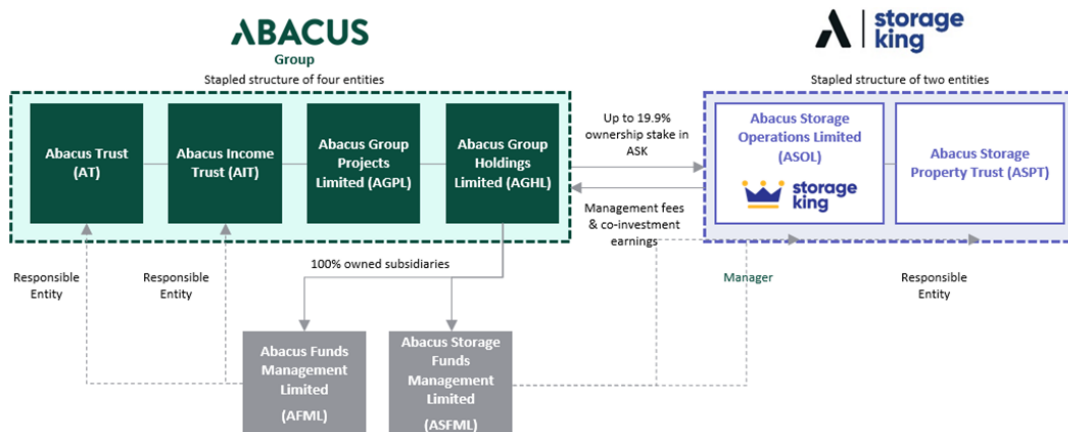 ABACUS
Group
Stapled structure of four entities
storage
king
Stapled structure of two entities
Abacus Trust
(AT)
Abacus Income
Trust (AIT)
Abacus Group
Projects
Limited (AGPL)
Abacus Group
Holdings
Limited (AGHL)
Up to 19.9%
ownership stake in
ASK
Management fees
& co-investment
earnings
Abacus Storage
Operations Limited
(ASOL)
storage
king
Abacus Storage
Property Trust (ASPT)
Responsible
Entity
Responsible
Entity
100% owned subsidiaries
Manager
Responsible
Entity
Abacus Funds
Management
Limited
(AFML)
Abacus Storage
Funds
Management
Limited
(ASFML)